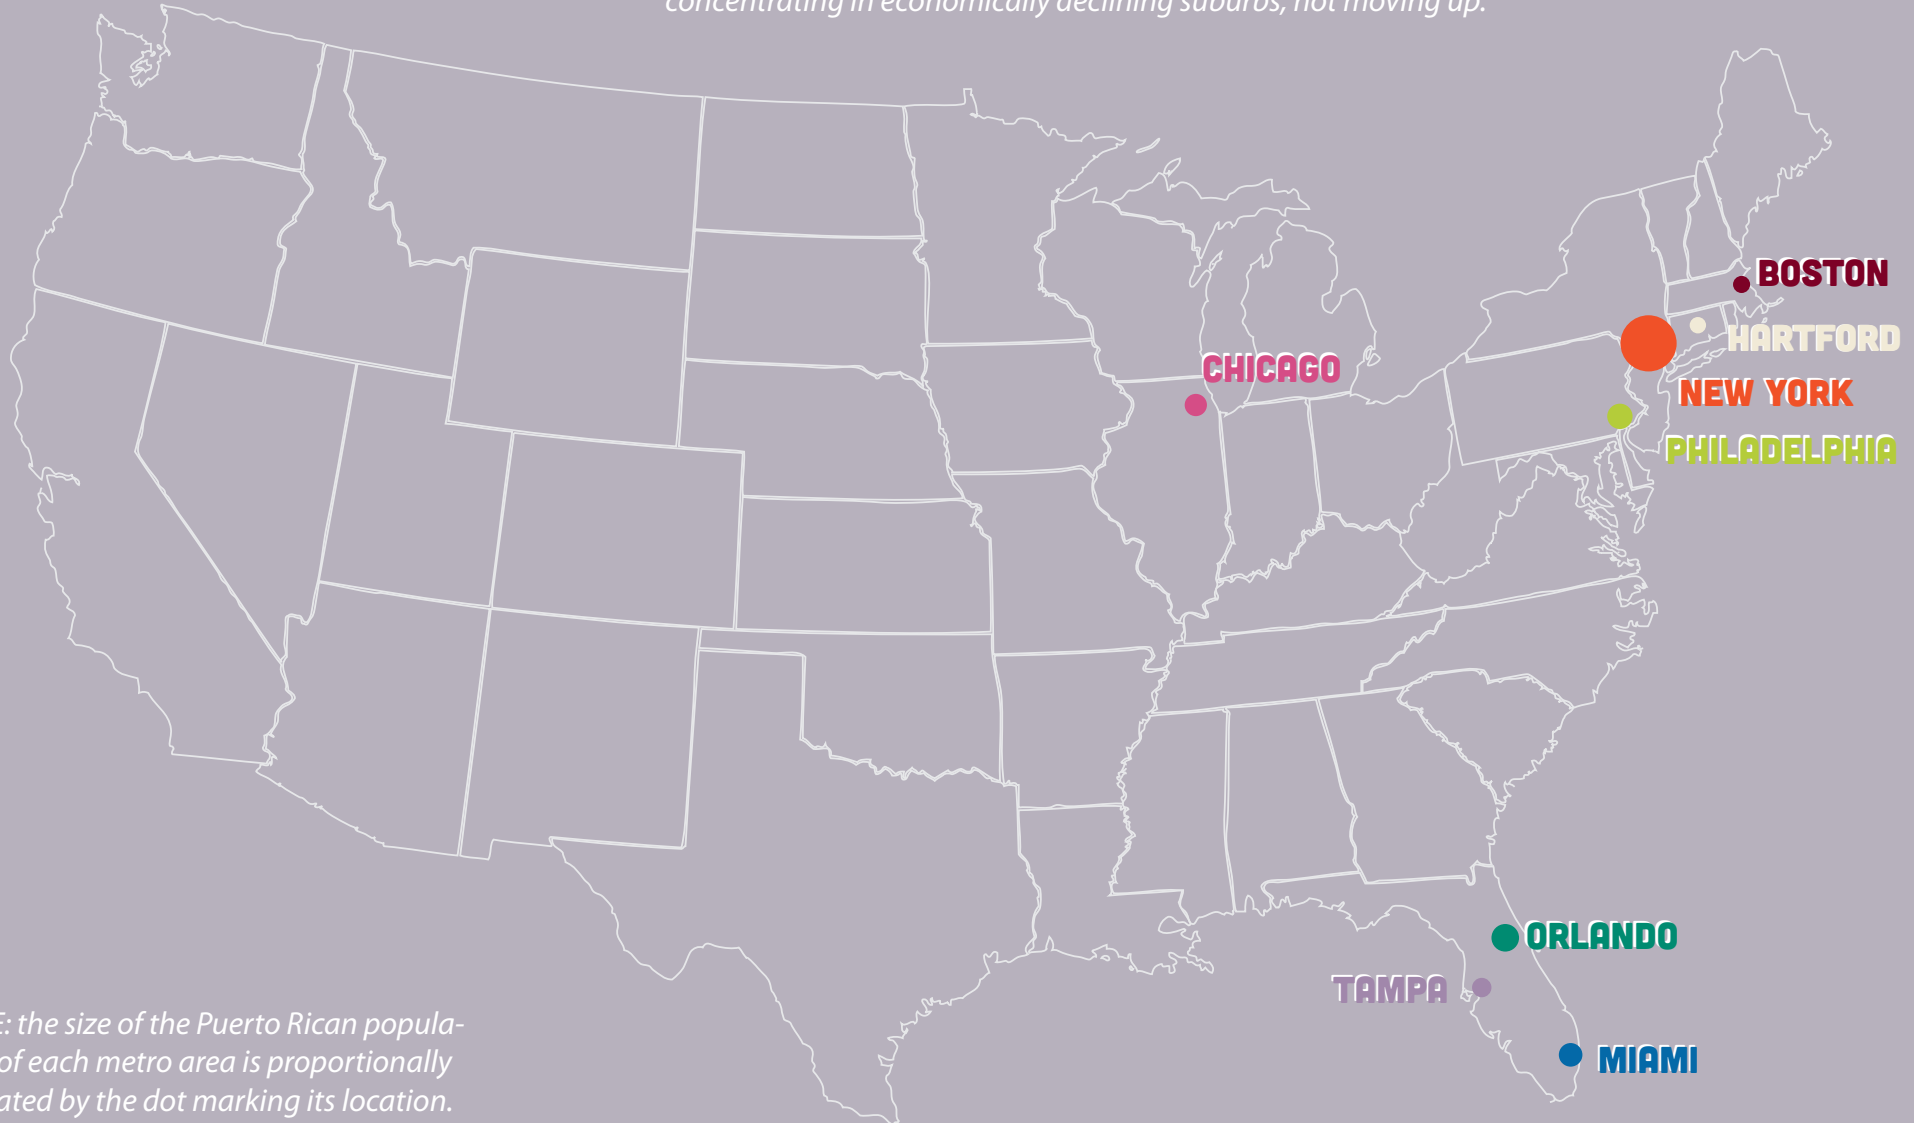 concentrating in economically declining suburbs, not moving up.
BOSTON
HARTFORD
CHICAGO
NEW YORK
PHILADELPHIA
ORLANDO
TAMPA
MIAMI
: the size of the Puerto Rican popula-
of each metro area is proportionally
ated by the dot marking its location.